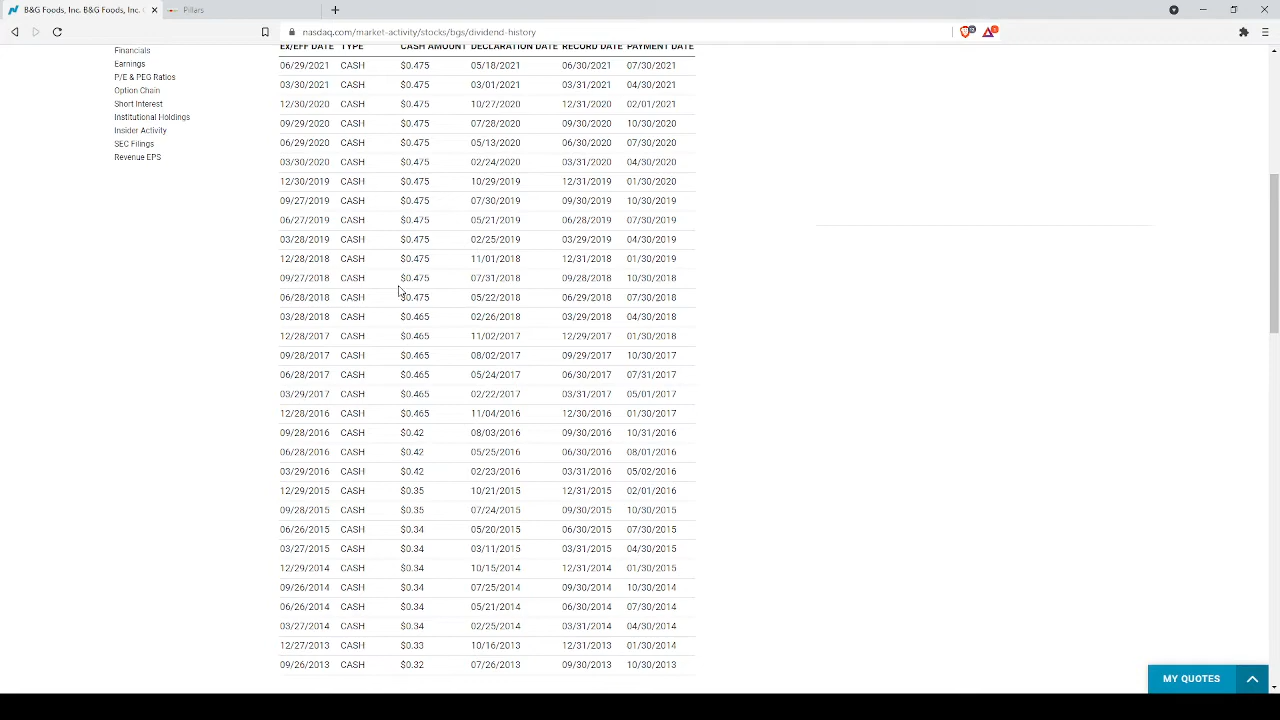 B&G Foods, Inc. B&G Foods, Inc. ×
Pillars
nasdaq.com/market-activity/stocks/bgs/dividend-history
Financials
Earnings
P/E & PEG Ratios
Option Chain
Short Interest
Institutional Holdings
Insider Activity
SEC Filings
Revenue EPS
EX/EFF DATE TYPE CASH AMOUNT DECLARATION DATE RECORD DATE PAYMENT DATE
06/29/2021 CASH $0.475 05/18/2021 06/30/2021 07/30/2021
03/30/2021 CASH $0.475 03/01/2021 03/31/2021 04/30/2021
12/30/2020 CASH $0.475 10/27/2020 12/31/2020 02/01/2021
09/29/2020 CASH $0.475 07/28/2020 09/30/2020 10/30/2020
06/29/2020 CASH $0.475 05/13/2020 06/30/2020 07/30/2020
03/30/2020 CASH $0.475 02/24/2020 03/31/2020 04/30/2020
12/30/2019 CASH $0.475 10/29/2019 12/31/2019 01/30/2020
09/27/2019 CASH $0.475 07/30/2019 09/30/2019 10/30/2019
06/27/2019 CASH $0.475 05/21/2019 06/28/2019 07/30/2019
03/28/2019 CASH $0.475 02/25/2019 03/29/2019 04/30/2019
12/28/2018 CASH $0.475 11/01/2018 12/31/2018 01/30/2019
09/27/2018 CASH $0.475 07/31/2018 09/28/2018 10/30/2018
06/28/2018 CASH $0.475 05/22/2018 06/29/2018 07/30/2018
03/28/2018 CASH $0.465 02/26/2018 03/29/2018 04/30/2018
12/28/2017 CASH $0.465 11/02/2017 12/29/2017 01/30/2018
09/28/2017 CASH $0.465 08/02/2017 09/29/2017 10/30/2017
06/28/2017 CASH $0.465 05/24/2017 06/30/2017 07/31/2017
03/29/2017 CASH $0.465 02/22/2017 03/31/2017 05/01/2017
12/28/2016 CASH $0.465 11/04/2016 12/30/2016 01/30/2017
09/28/2016 CASH $0.42 08/03/2016 09/30/2016 10/31/2016
06/28/2016 CASH $0.42 05/25/2016 06/30/2016 08/01/2016
03/29/2016 CASH $0.42 02/23/2016 03/31/2016 05/02/2016
12/29/2015 CASH $0.35 10/21/2015 12/31/2015 02/01/2016
09/28/2015 CASH $0.35 07/24/2015 09/30/2015 10/30/2015
06/26/2015 CASH $0.34 05/20/2015 06/30/2015 07/30/2015
03/27/2015 CASH $0.34 03/11/2015 03/31/2015 04/30/2015
12/29/2014 CASH $0.34 10/15/2014 12/31/2014 01/30/2015
09/26/2014 CASH $0.34 07/25/2014 09/30/2014 10/30/2014
06/26/2014 CASH $0.34 05/21/2014 06/30/2014 07/30/2014
03/27/2014 CASH $0.34 02/25/2014 03/31/2014 04/30/2014
12/27/2013 CASH $0.33 10/16/2013 12/31/2013 01/30/2014
09/26/2013 CASH $0.32 07/26/2013 09/30/2013 10/30/2013
MY QUOTES